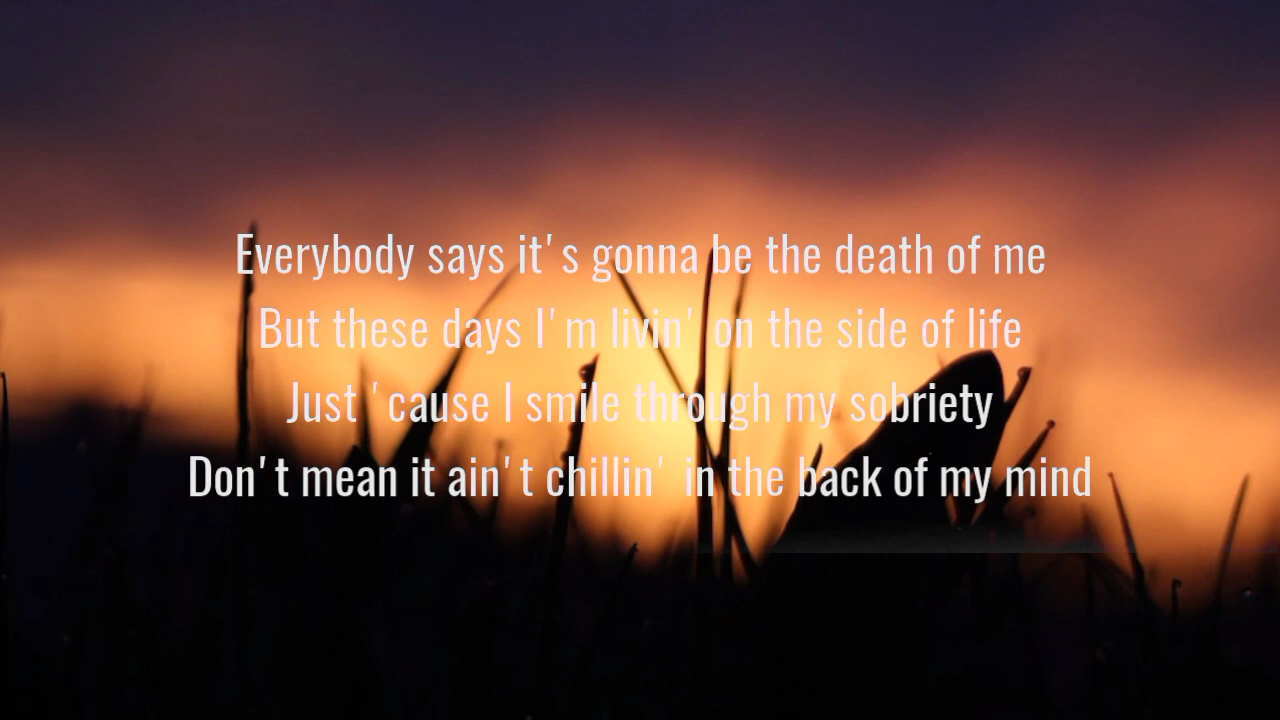 Everybody says it's gonna be the death of me
But these days I'm livin' on the side of life
Just 'cause I smile through my sobriety
Don't mean it ain't chillin' in the back of my mind